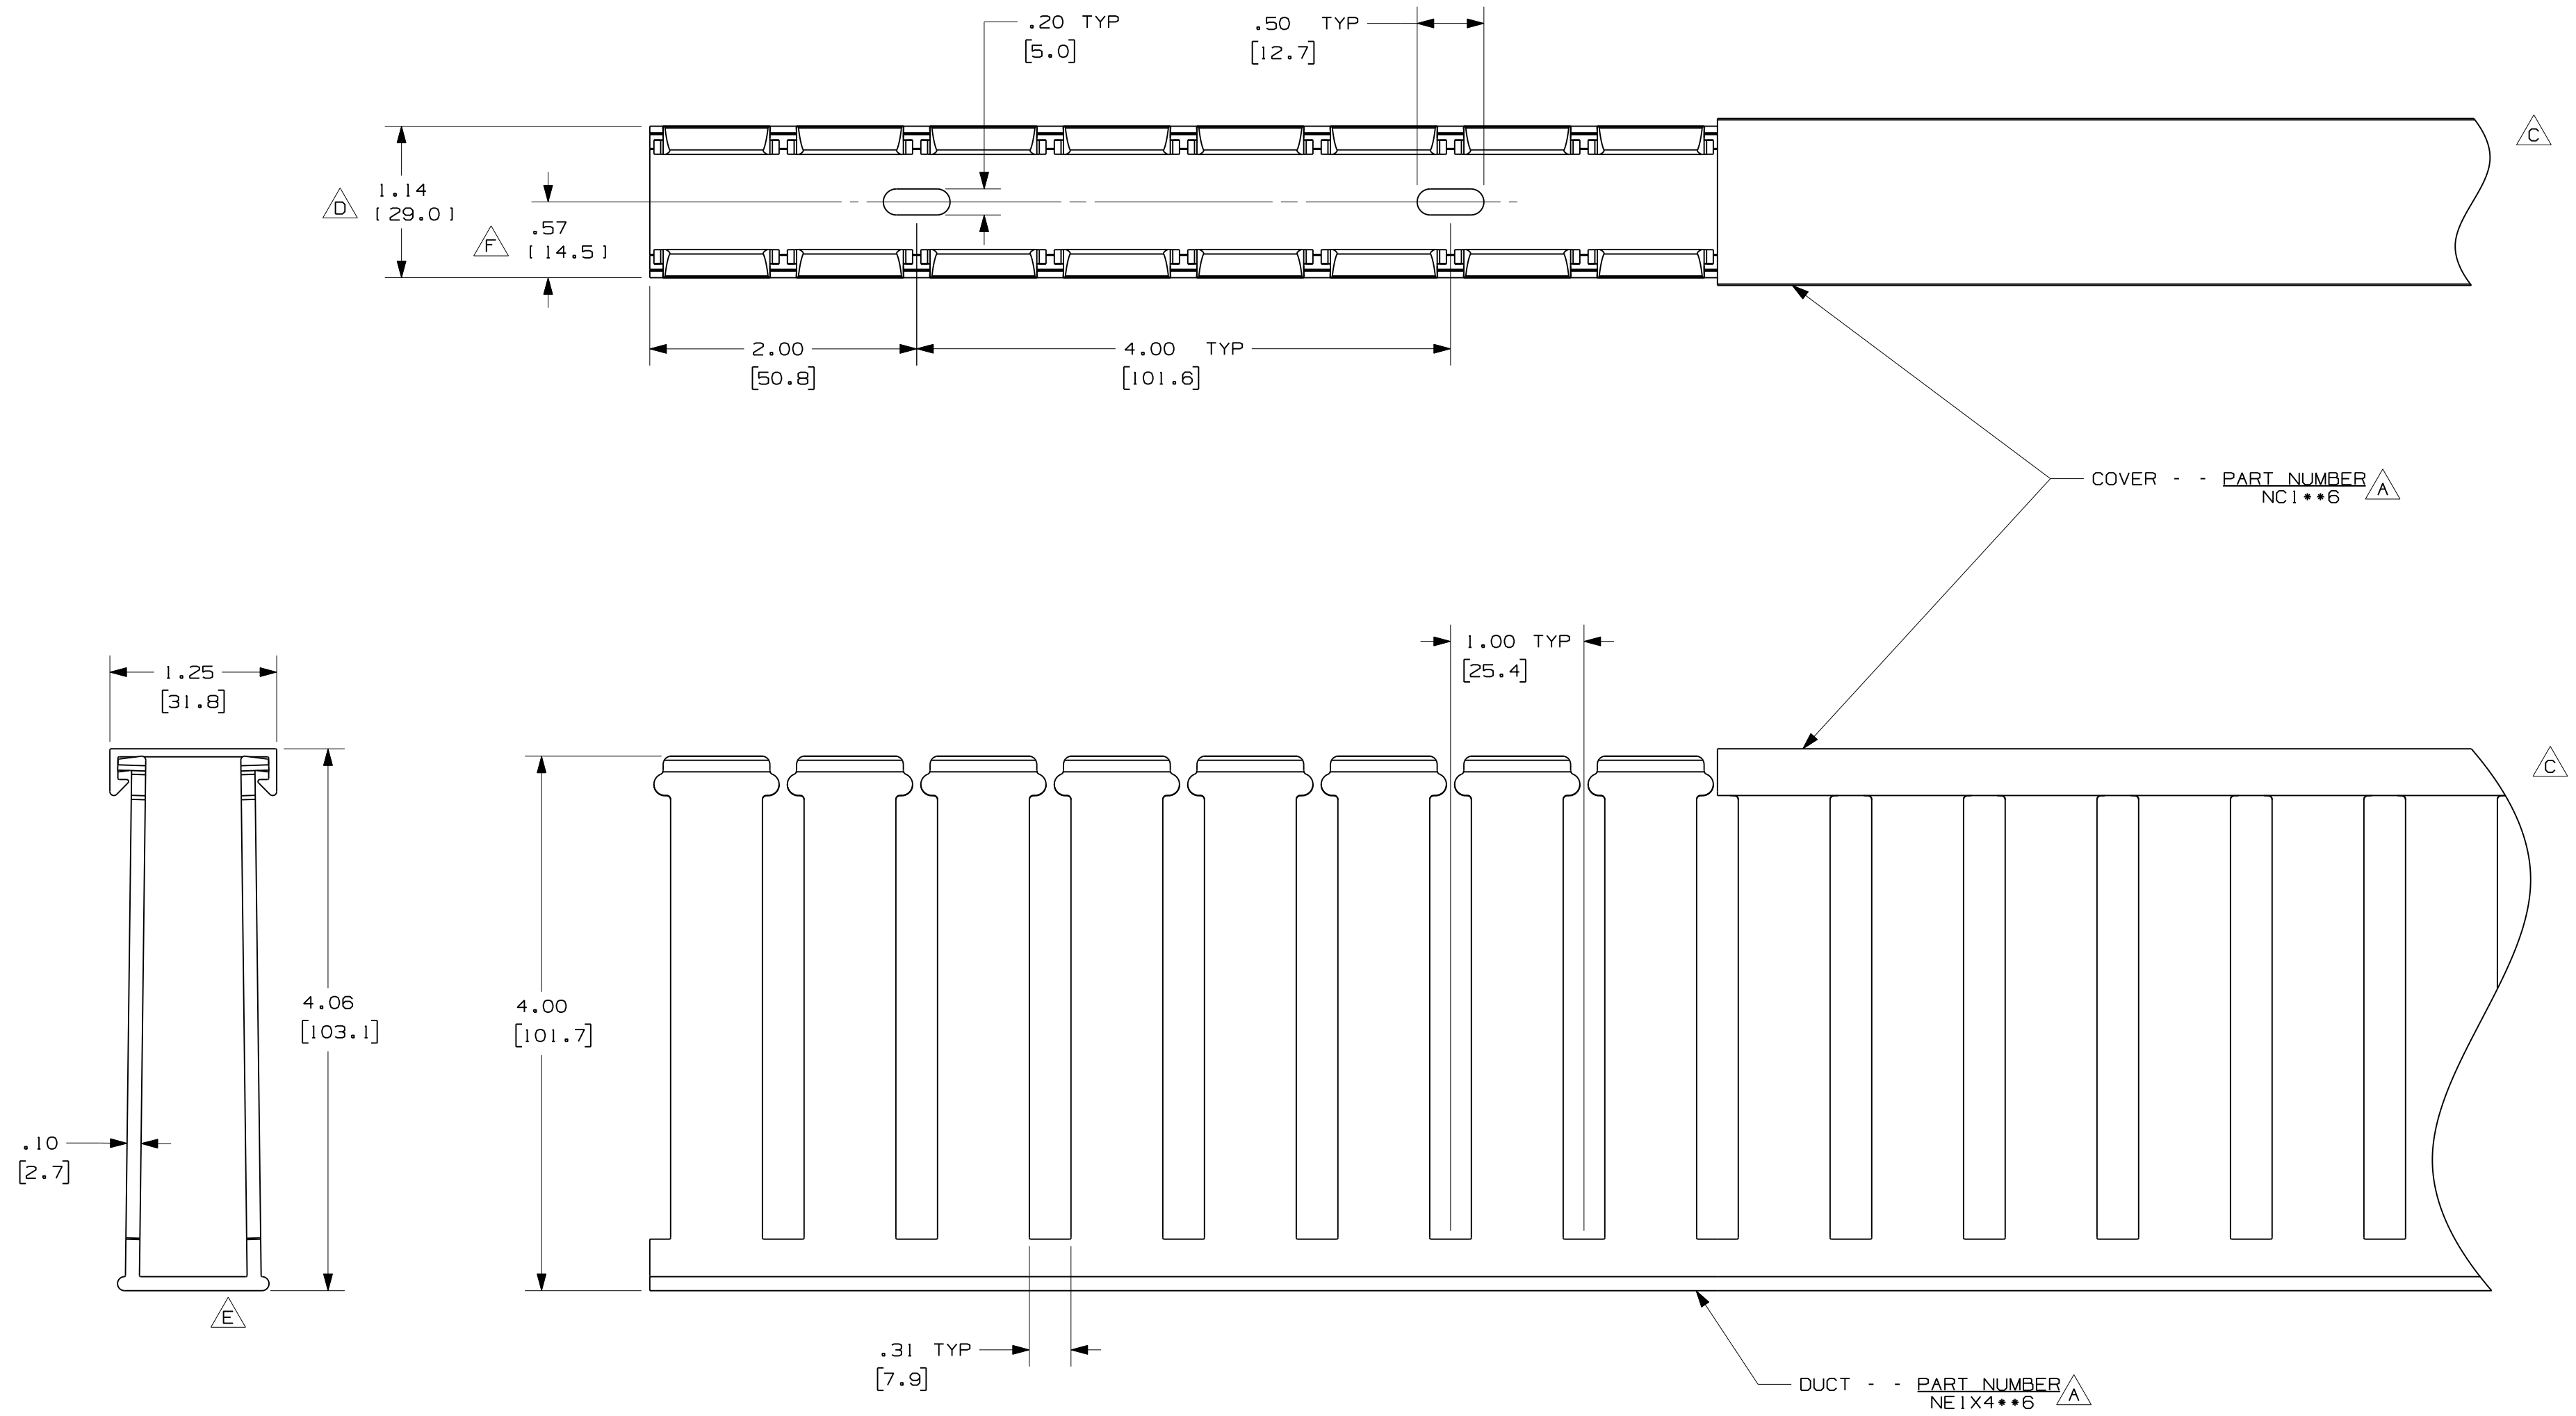 .20 TYP
[5.0]
.50 TYP
[12.7]
C
D
1.14
[29.0]
F
.57
[14.5]
2.00
[50.8]
4.00 TYP
[101.6]
COVER - - PART NUMBER A
NC1**6
1.00 TYP
[25.4]
1.25
[31.8]
C
4.06
[103.1]
4.00
[101.7]
.10
[2.7]
E
.31 TYP
[7.9]
DUCT - - PART NUMBER A
NE1X4**6